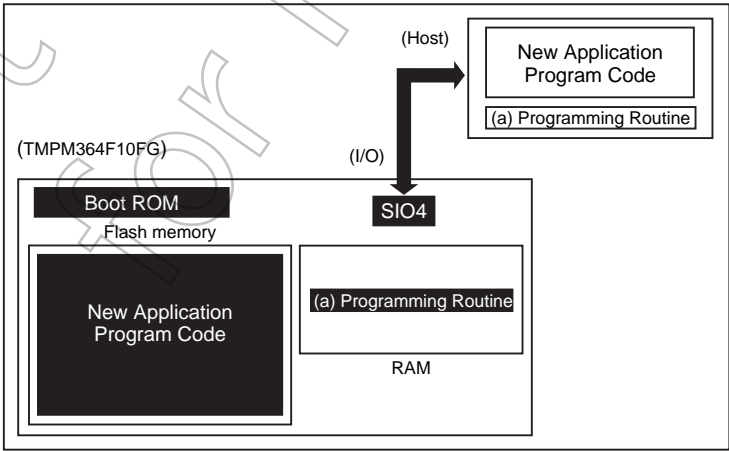 (Host)
New Application
Program Code
(a) Programming Routine
(TMPM364F10FG)
(I/O)
Boot ROM
SIO4
Flash memory
New Application
Program Code
(a) Programming Routine
RAM
for